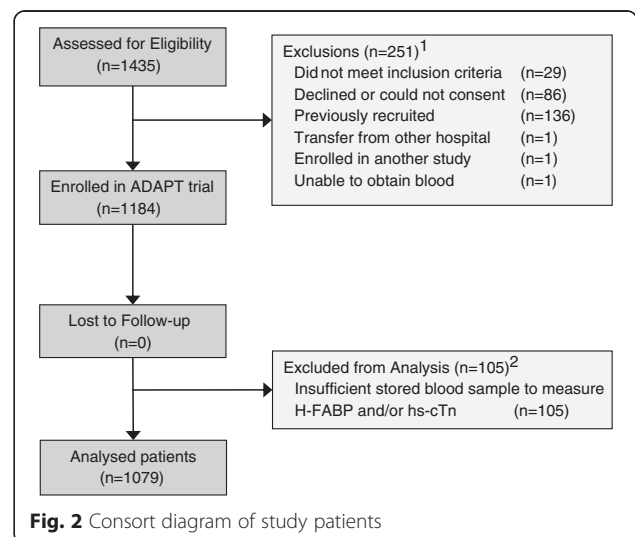 Assessed for Eligibility
(n=1435)
Exclusions (n=251)1
Did not meet inclusion criteria (n=29)
Declined or could not consent (n=86)
Previously recruited (n=136)
Transfer from other hospital (n=1)
Enrolled in another study (n=1)
Unable to obtain blood (n=1)
Enrolled in ADAPT trial
(n=1184)
Lost to Follow-up
(n=0)
Excluded from Analysis (n=105)2
Insufficient stored blood sample to measure
H-FABP and/or hs-cTn (n=105)
Analysed patients
(n=1079)
Fig. 2 Consort diagram of study patients